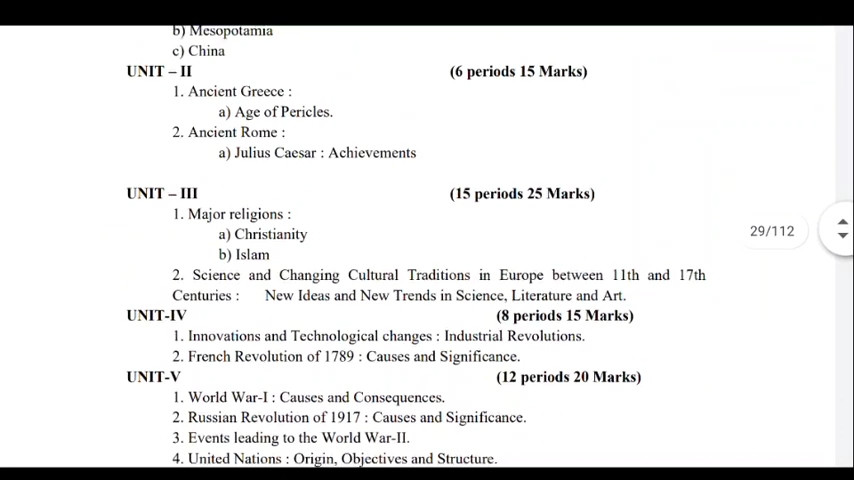 b) Mesopotamia
c) China
UNIT – II (6 periods 15 Marks)
1. Ancient Greece :
a) Age of Pericles.
2. Ancient Rome :
a) Julius Caesar : Achievements
UNIT – III (15 periods 25 Marks)
1. Major religions :
a) Christianity
b) Islam
2. Science and Changing Cultural Traditions in Europe between 11th and 17th
Centuries : New Ideas and New Trends in Science, Literature and Art.
UNIT-IV (8 periods 15 Marks)
1. Innovations and Technological changes : Industrial Revolutions.
2. French Revolution of 1789 : Causes and Significance.
UNIT-V (12 periods 20 Marks)
1. World War-I : Causes and Consequences.
2. Russian Revolution of 1917 : Causes and Significance.
3. Events leading to the World War-II.
4. United Nations : Origin, Objectives and Structure.
29/112